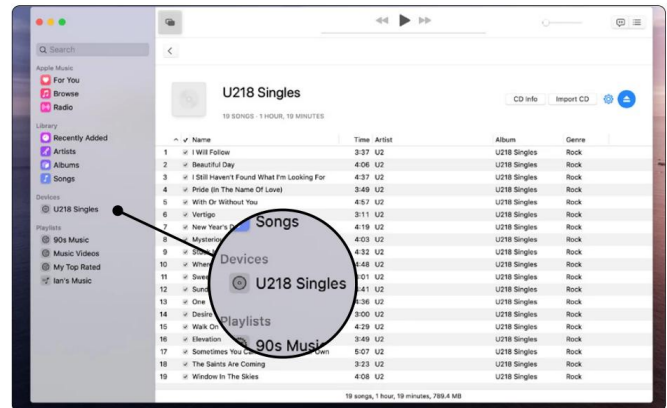 Search
Apple Music
For You
Browse
Radio
Library
Recently Added
Artists
Albums
Songs
Devices
U218 Singles
Playlists
90s Music
Music Videos
My Top Rated
Ian's Music
U218 Singles
19 SONGS · 1 HOUR, 19 MINUTES
CD Info Import CD
Name Time Artist Album Genre
1 I Will Follow 3:37 U2 U218 Singles Rock
2 Beautiful Day 4:06 U2 U218 Singles Rock
3 I Still Haven't Found What I'm Looking For 4:37 U2 U218 Singles Rock
4 Pride (In The Name Of Love) 3:49 U2 U218 Singles Rock
5 With Or Without You 4:57 U2 U218 Singles Rock
6 Vertigo 3:11 U2 U218 Singles Rock
7 New Year's 4:19 U2 U218 Singles Rock
8 4:03 U2 U218 Singles Rock
9 4:32 U2 U218 Singles Rock
10 4:48 U2 U218 Singles Rock
11 :01 U2 U218 Singles Rock
12 :41 U2 U218 Singles Rock
13 One 4:36 U2 U218 Singles Rock
14 Desire 3:00 U2 U218 Singles Rock
15 Walk On 4:29 U2 U218 Singles Rock
16 Elevation 3:49 U2 U218 Singles Rock
17 Sometimes You Own 5:07 U2 U218 Singles Rock
18 The Saints Are Coming 3:23 U2 U218 Singles Rock
19 Window In The Skies 4:08 U2 U218 Singles Rock
Songs
Devices
U218 Singles
Playlists
90s Music
19 songs, 1 hour, 19 minutes, 789.4 MB